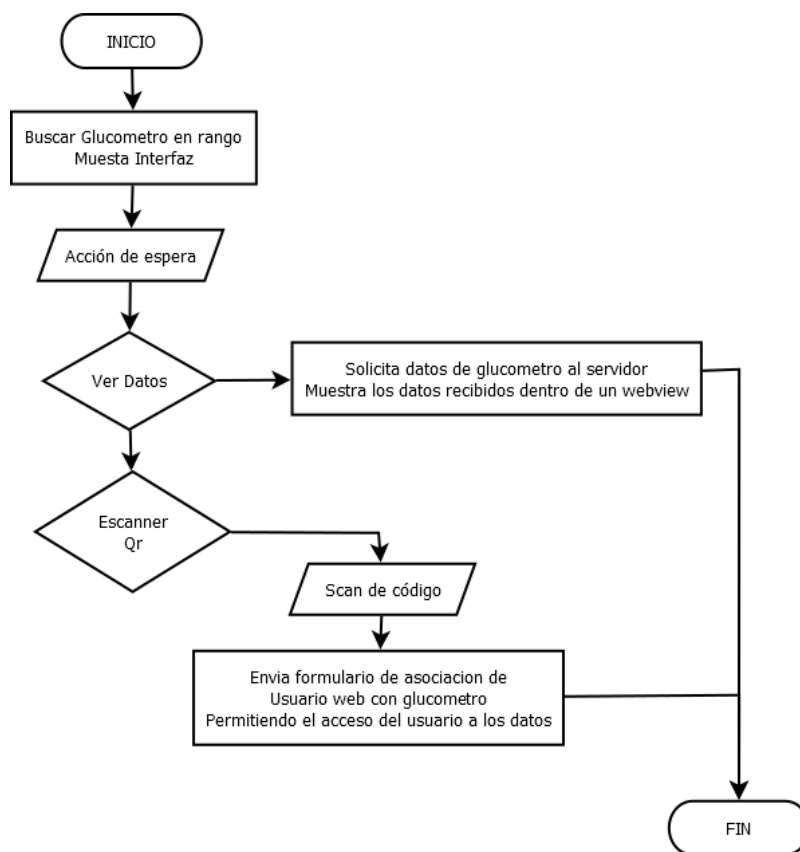 INICIO
Buscar Glucometro en rango
Muesta Interfaz
Acción de espera
Ver Datos
Solicita datos de glucometro al servidor
Muestra los datos recibidos dentro de un webview
Escanner
Qr
Scan de código
Envia formulario de asociacion de
Usuario web con glucometro
Permitiendo el acceso del usuario a los datos
FIN